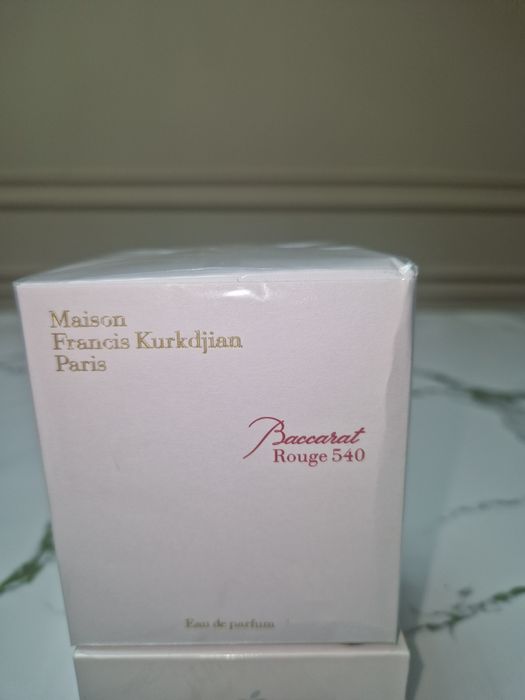 Maison
Francis Kurkdjian
Paris
Baccarat
Rouge 540
Eau de parfum